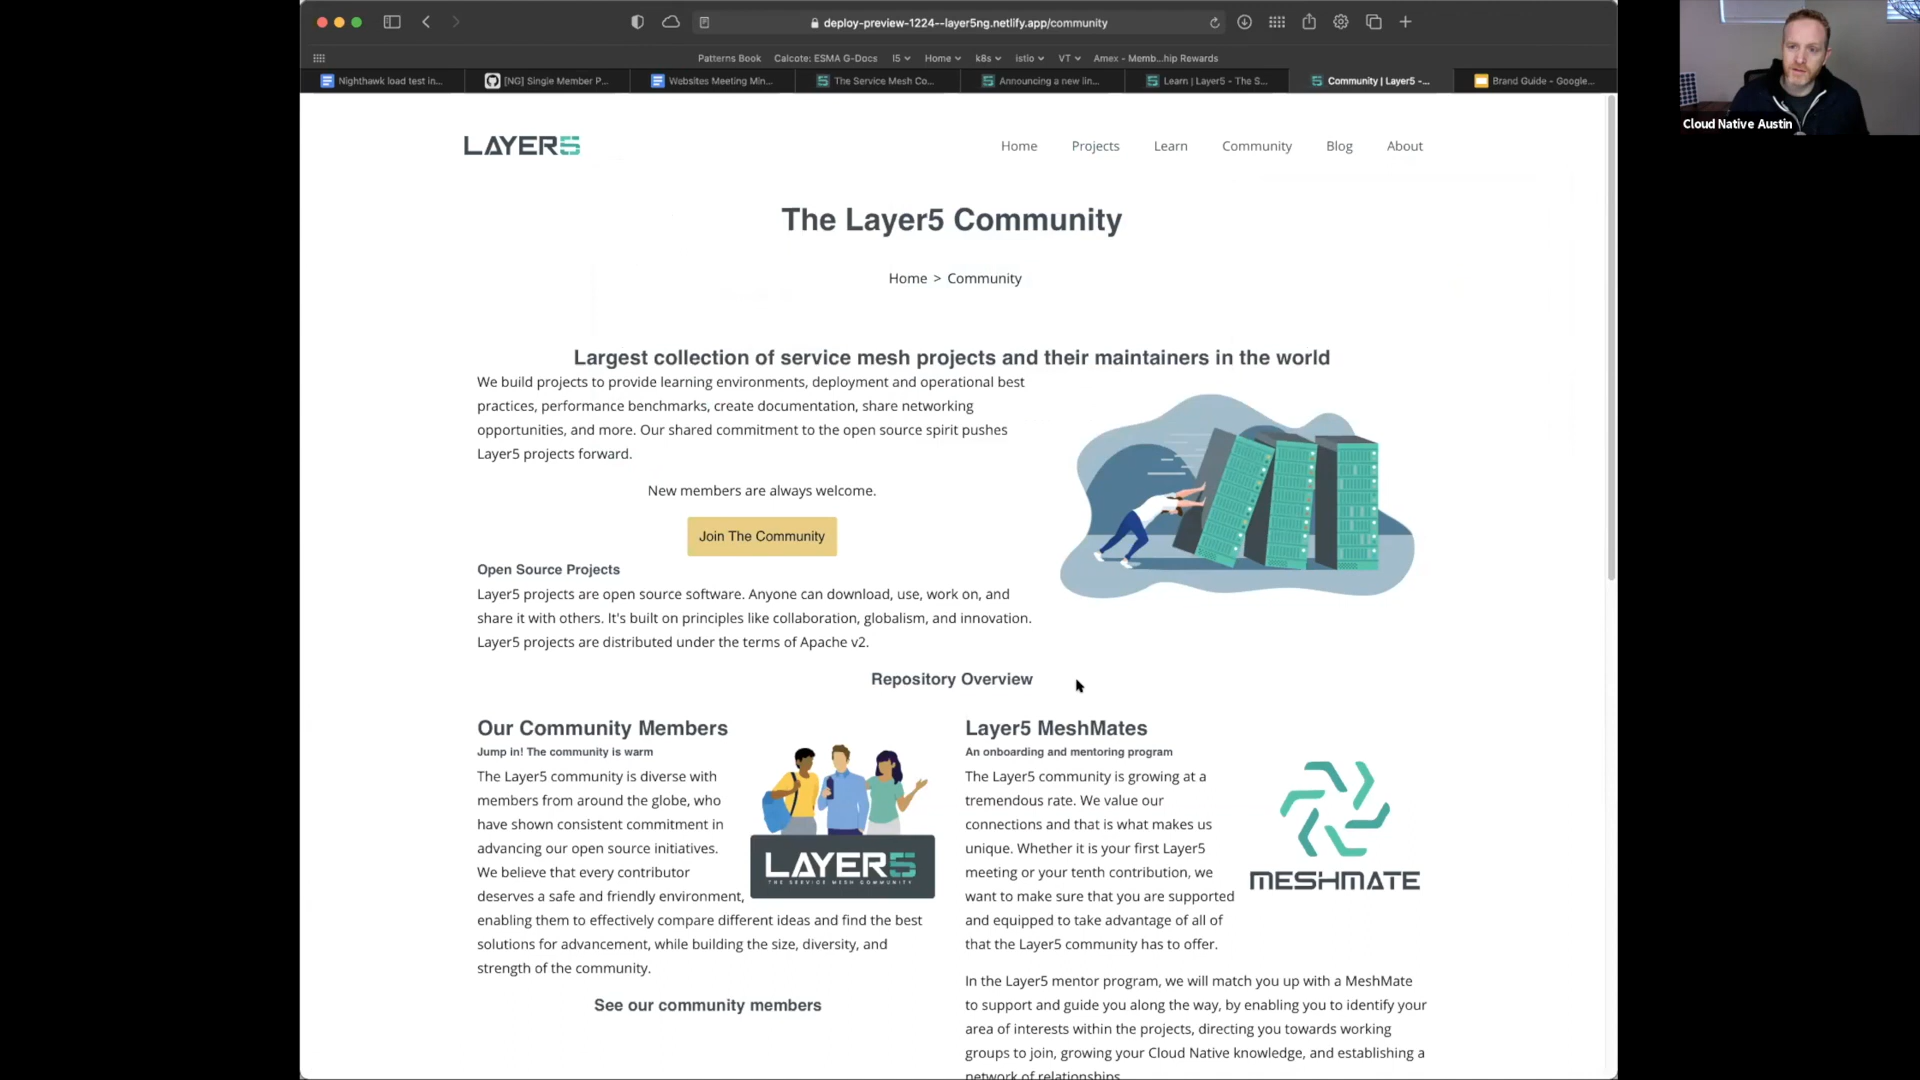 deploy-preview-1224--layer5ng.netlify.app/community
Patterns Book Calcote: ESMA G-Docs I5 Home k8s istio VT Amex - Memb...hip Rewards
Nighthawk load test in... [NG] Single Member P... Websites Meeting Min... The Service Mesh Co... Announcing a new lin... Learn | Layer5 - The S... Community | Layer5 -... Brand Guide - Google...
Cloud Native Austin
LAYER5
Home Projects Learn Community Blog About
The Layer5 Community
Home > Community
Largest collection of service mesh projects and their maintainers in the world
We build projects to provide learning environments, deployment and operational best
practices, performance benchmarks, create documentation, share networking
opportunities, and more. Our shared commitment to the open source spirit pushes
Layer5 projects forward.
New members are always welcome.
Join The Community
Open Source Projects
Layer5 projects are open source software. Anyone can download, use, work on, and
share it with others. It's built on principles like collaboration, globalism, and innovation.
Layer5 projects are distributed under the terms of Apache v2.
Repository Overview
Our Community Members
Jump in! The community is warm
The Layer5 community is diverse with
members from around the globe, who
have shown consistent commitment in
advancing our open source initiatives.
We believe that every contributor
deserves a safe and friendly environment,
enabling them to effectively compare different ideas and find the best
solutions for advancement, while building the size, diversity, and
strength of the community.
LAYER5
THE SERVICE MESH COMMUNITY
See our community members
Layer5 MeshMates
An onboarding and mentoring program
The Layer5 community is growing at a
tremendous rate. We value our
connections and that is what makes us
unique. Whether it is your first Layer5
meeting or your tenth contribution, we
want to make sure that you are supported
and equipped to take advantage of all of
that the Layer5 community has to offer.
MESHMATE
In the Layer5 mentor program, we will match you up with a MeshMate
to support and guide you along the way, by enabling you to identify your
area of interests within the projects, directing you towards working
groups to join, growing your Cloud Native knowledge, and establishing a
network of relationships.